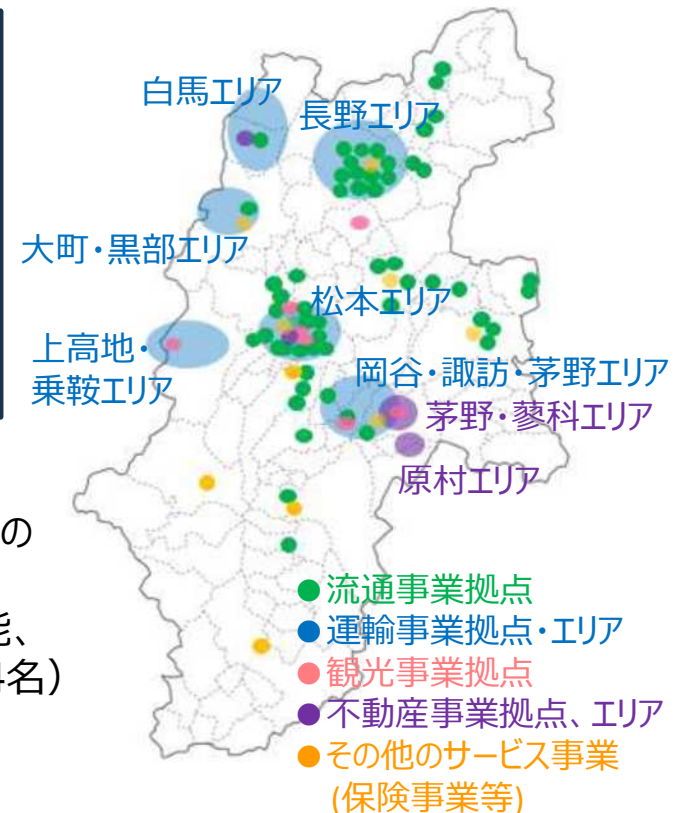 白馬エリア
長野エリア
大町・黒部エリア
松本エリア
上高地・
乗鞍エリア
岡谷・諏訪・茅野エリア
茅野・蓼科エリア
原村エリア
の
能、
4名）
●流通事業拠点
●運輸事業拠点・エリア
●観光事業拠点
●不動産事業拠点、エリア
●その他のサービス事業
(保険事業等)